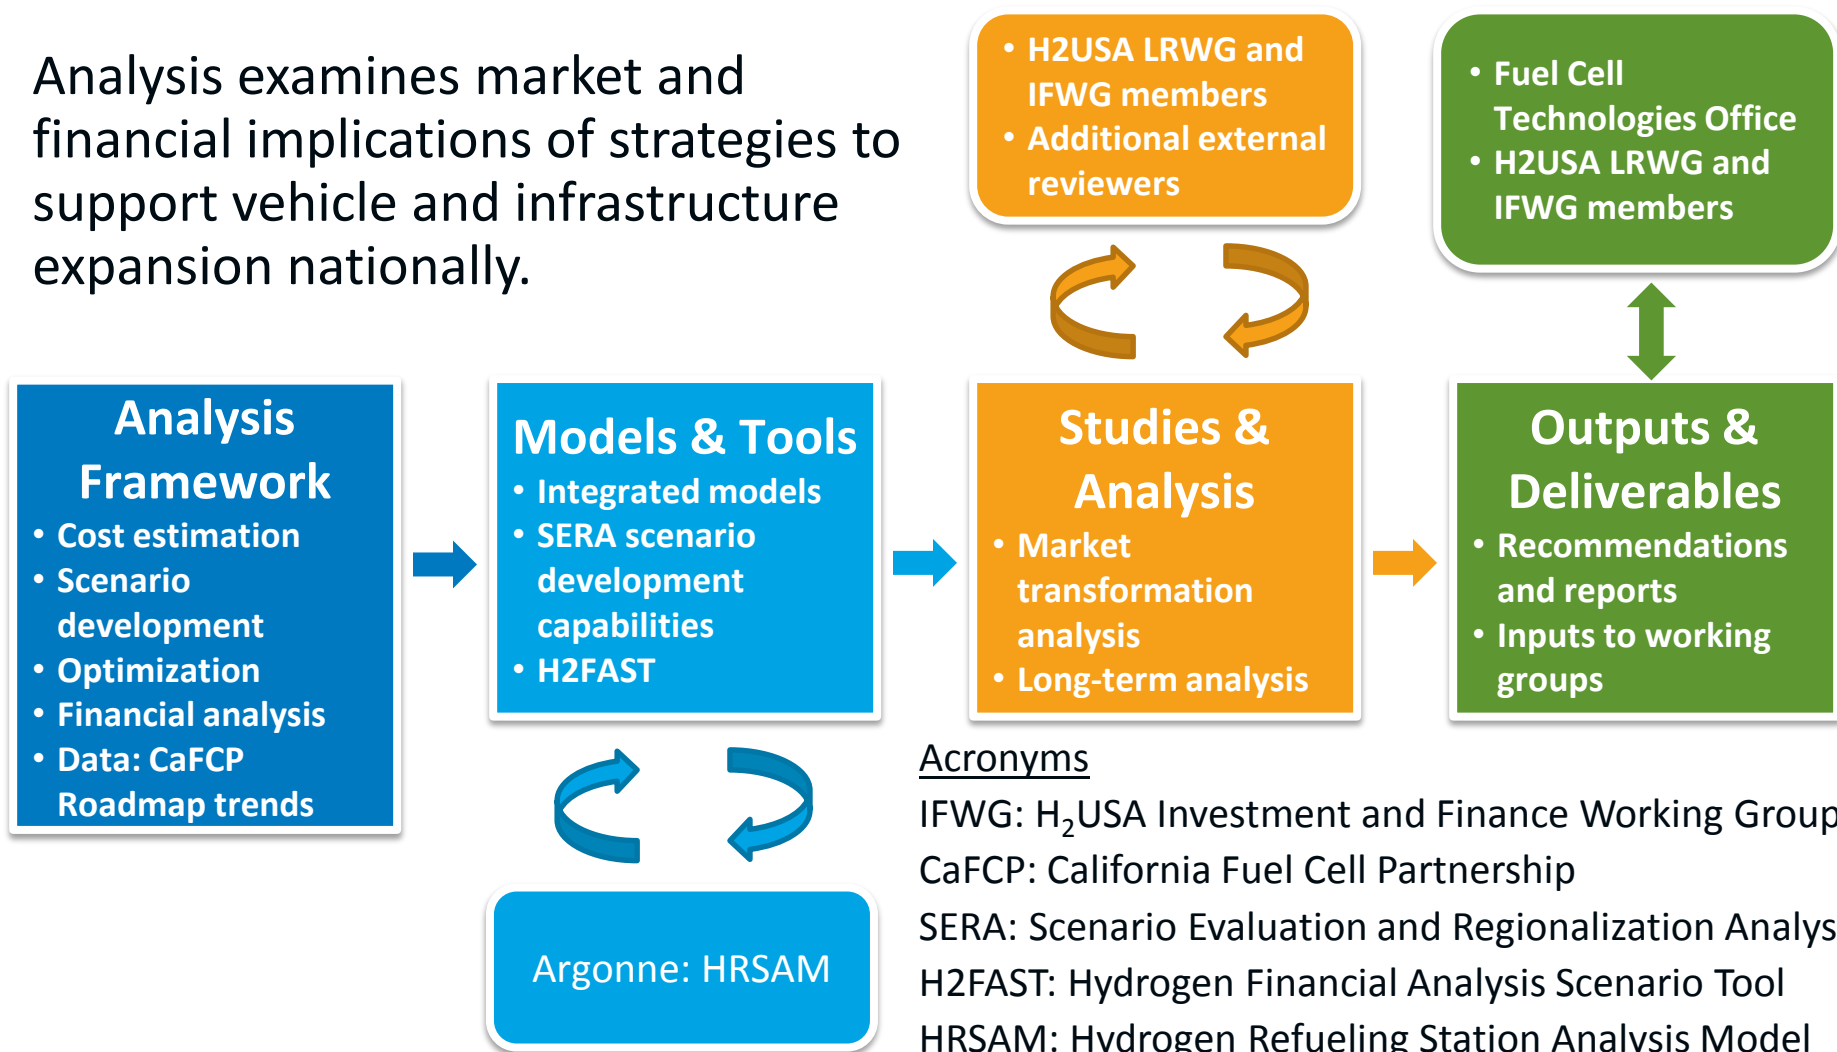 Analysis examines market and
financial implications of strategies to
support vehicle and infrastructure
expansion nationally.
• H2USA LRWG and
IFWG members
• Additional external
reviewers
• Fuel Cell
Technologies Office
• H2USA LRWG and
IFWG members
Analysis
Framework
• Cost estimation
• Scenario
development
• Optimization
• Financial analysis
• Data: CaFCP
Roadmap trends
Models & Tools
• Integrated models
• SERA scenario
development
capabilities
• H2FAST
Studies &
Analysis
• Market
transformation
analysis
• Long-term analysis
Outputs &
Deliverables
• Recommendations
and reports
• Inputs to working
groups
Argonne: HRSAM
Acronyms
IFWG: H₂USA Investment and Finance Working Group
CaFCP: California Fuel Cell Partnership
SERA: Scenario Evaluation and Regionalization Analys
H2FAST: Hydrogen Financial Analysis Scenario Tool
HRSAM: Hydrogen Refueling Station Analysis Model